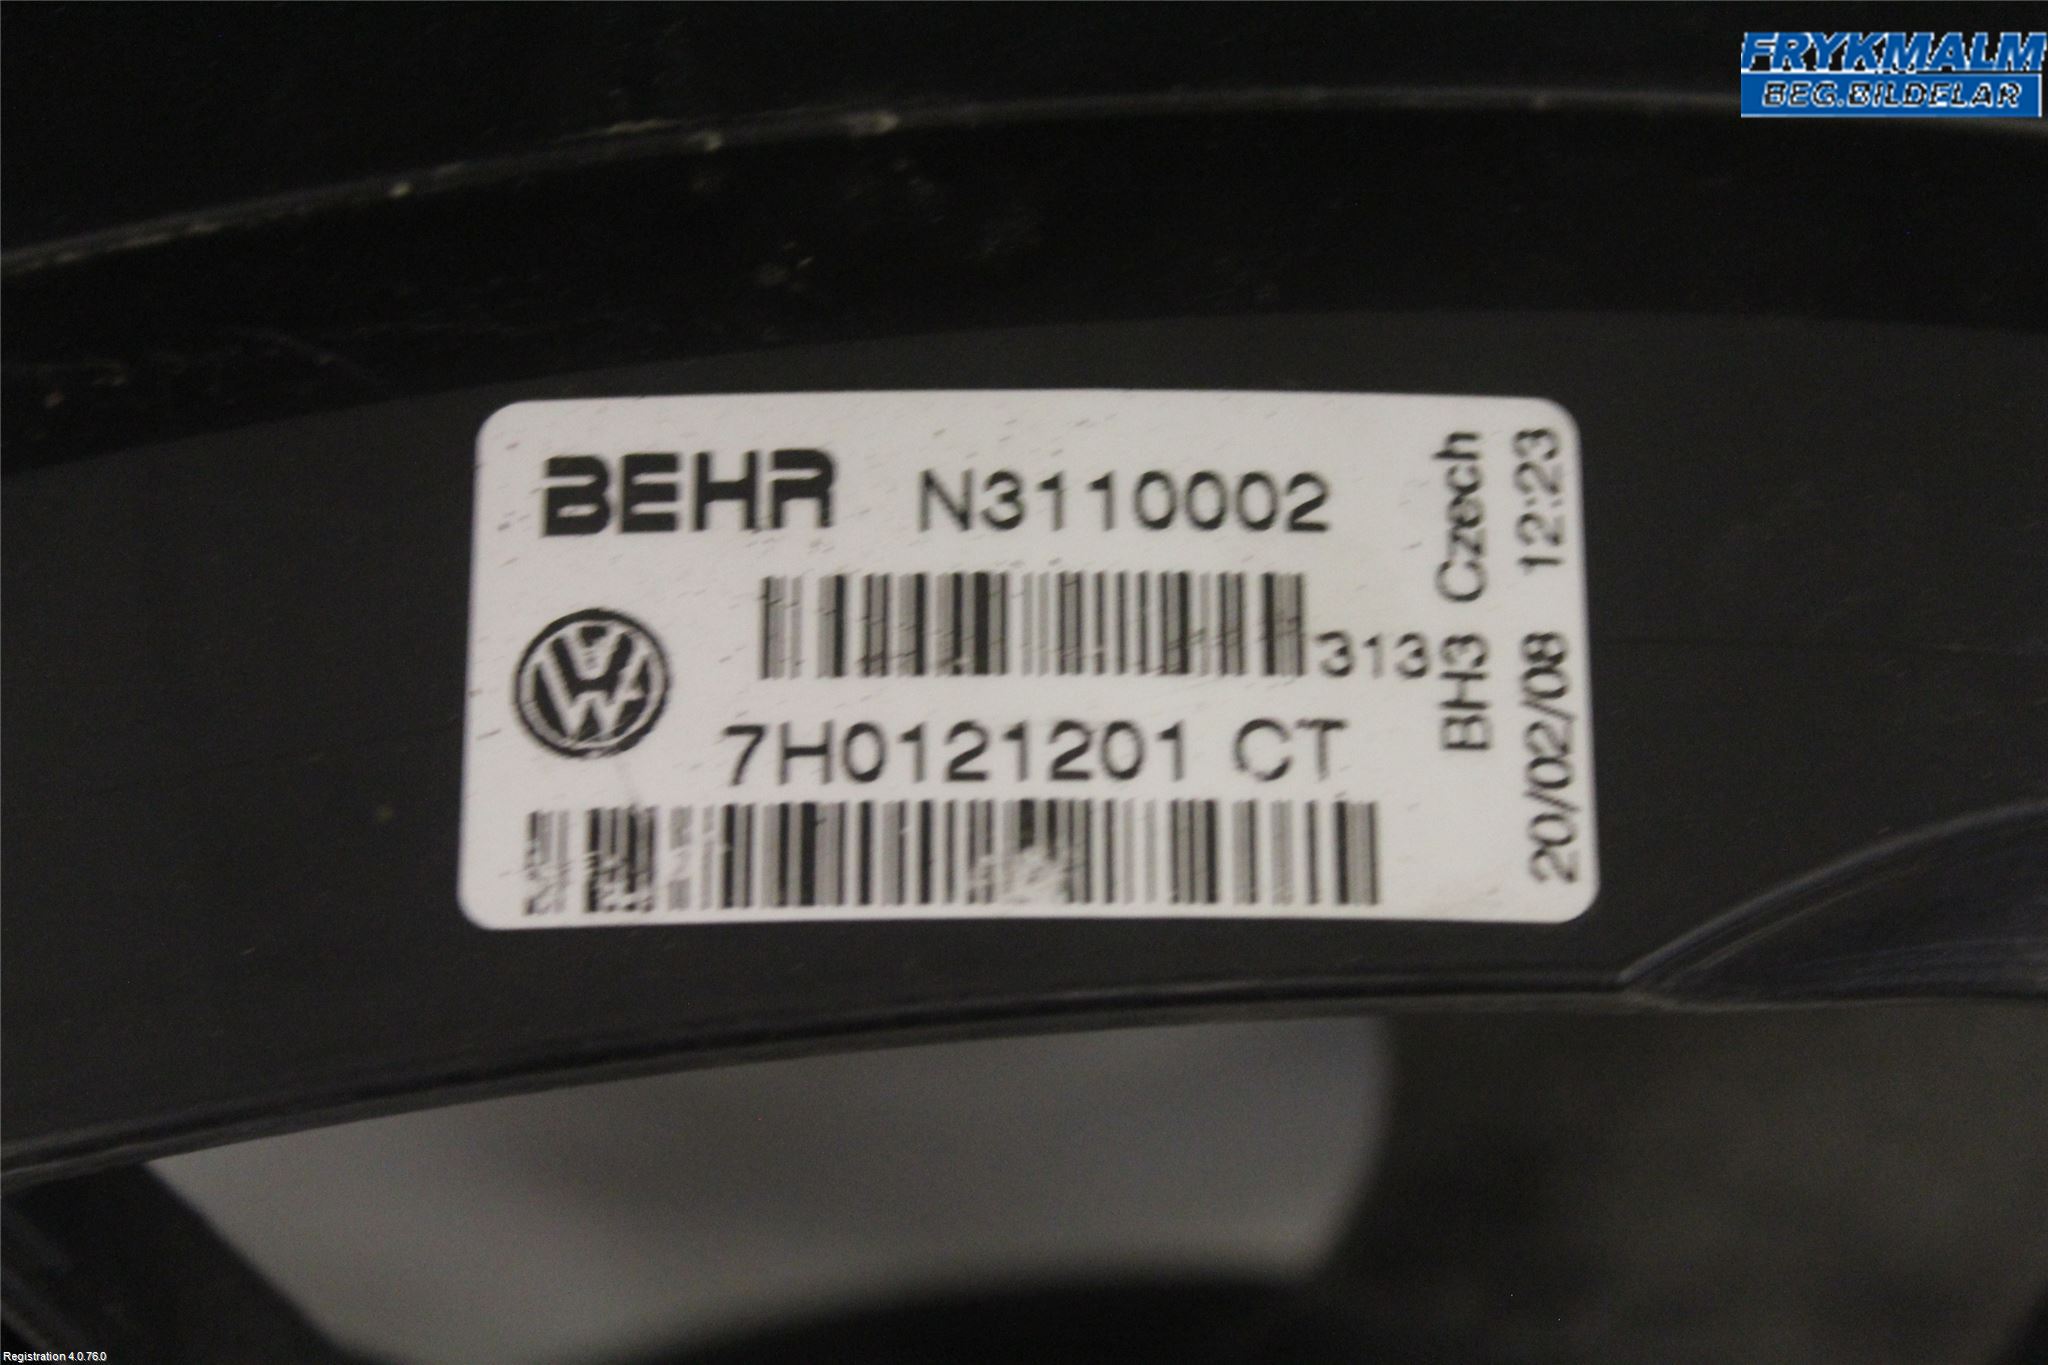 FRYKMALM
BEG.BILDELAR
BEHR N3110002
313
7H0121201 CT
BH3 Czech
20/02/08 12:23
Registration 4.0.76.0